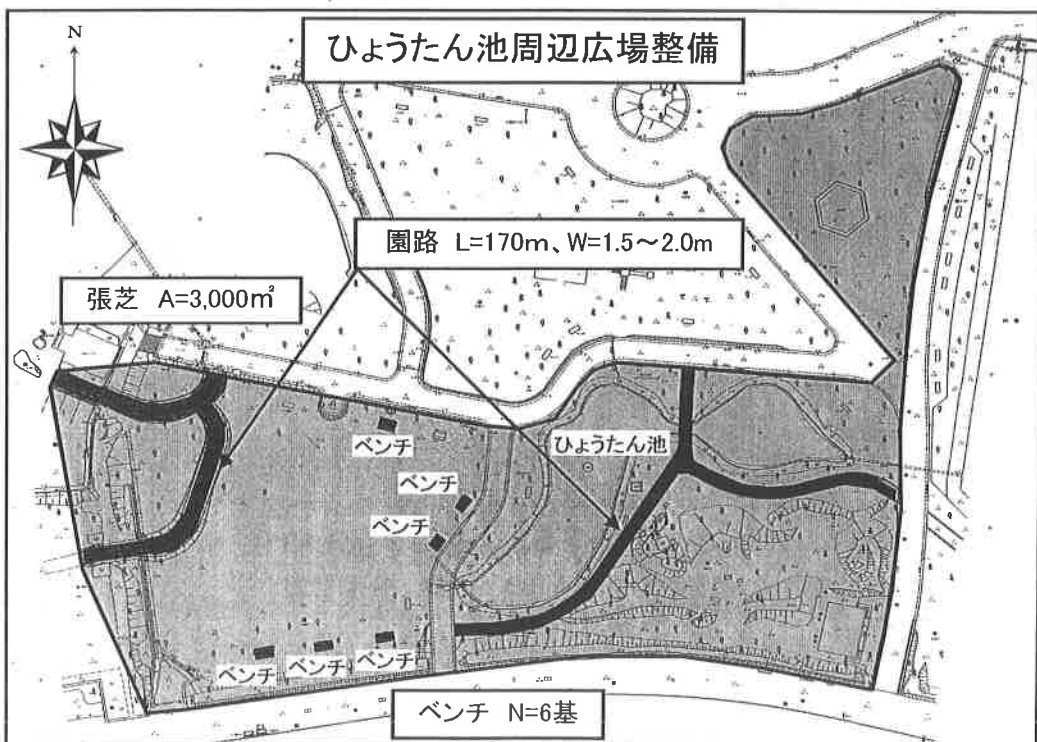 N
ひょうたん池周辺広場整備
園路 L=170m、W=1.5～2.0m
張芝 A=3,000㎡
ベンチ
ひょうたん池
ベンチ
ベンチ
ベンチ
ベンチ
ベンチ
ベンチ N=6基